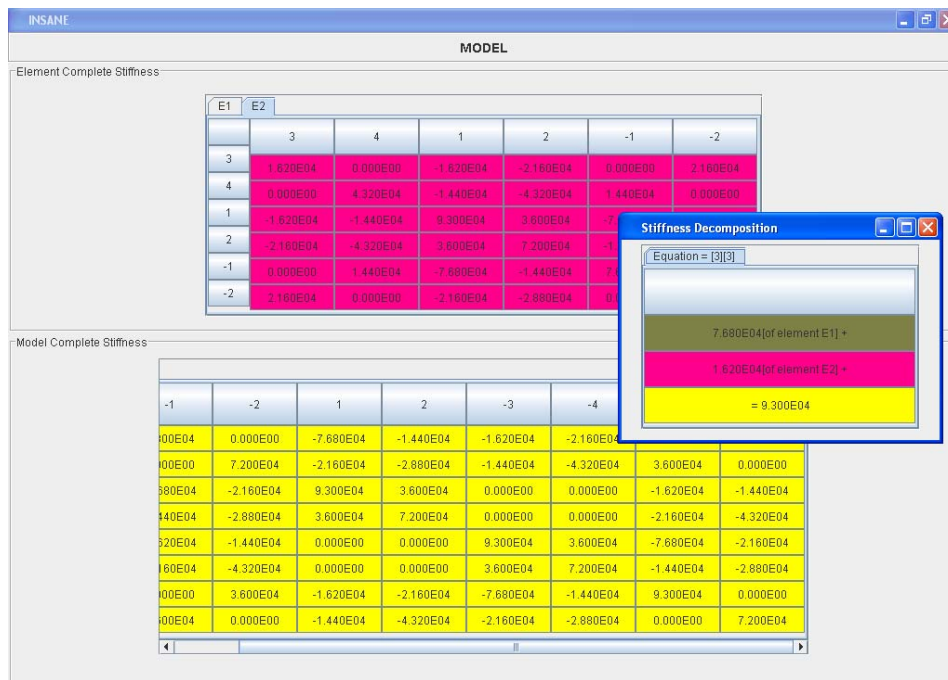 INSANE
MODEL
Element Complete Stiffness
E1 E2
3 4 1 2 -1 -2
3 1.620E04 0.000E00 -1.620E04 -2.160E04 0.000E00 2.160E04
4 0.000E00 4.320E04 -1.440E04 -4.320E04 1.440E04 0.000E00
1 -1.620E04 -1.440E04 9.300E04 3.600E04
2 -2.160E04 -4.320E04 3.600E04 7.200E04
-1 0.000E00 1.440E04 -7.680E04 -1.440E04
-2 2.160E04 0.000E00 -2.160E04 -2.880E04
Stiffness Decomposition
Equation = [3][3]
7.680E04[of element E1] +
1.620E04[of element E2] +
= 9.300E04
Model Complete Stiffness
-1 -2 1 2 -3 -4
00E04 0.000E00 -7.680E04 -1.440E04 -1.620E04 -2.160E04
00E00 7.200E04 -2.160E04 -2.880E04 -1.440E04 -4.320E04 3.600E04 0.000E00
680E04 -2.160E04 9.300E04 3.600E04 0.000E00 0.000E00 -1.620E04 -1.440E04
440E04 -2.880E04 3.600E04 7.200E04 0.000E00 0.000E00 -2.160E04 -4.320E04
620E04 -1.440E04 0.000E00 0.000E00 9.300E04 3.600E04 -7.680E04 -2.160E04
160E04 -4.320E04 0.000E00 0.000E00 3.600E04 7.200E04 -1.440E04 -2.880E04
00E00 3.600E04 -1.620E04 -2.160E04 -7.680E04 -1.440E04 9.300E04 0.000E00
00E04 0.000E00 -1.440E04 -4.320E04 -2.160E04 -2.880E04 0.000E00 7.200E04